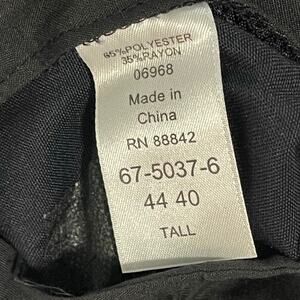 65%POLYESTER
35%RAYON
06968
Made in
China
RN 88842
67-5037-6
44 40
TALL